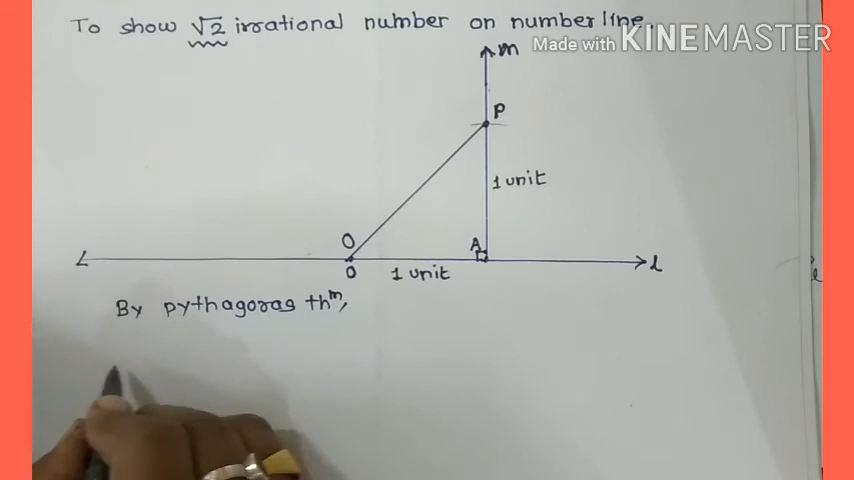 To show √2 irrational number on number line.
Made with KINEMASTER
m
P
1 unit
O
A
l
0
1 unit
By pythagoras thm,